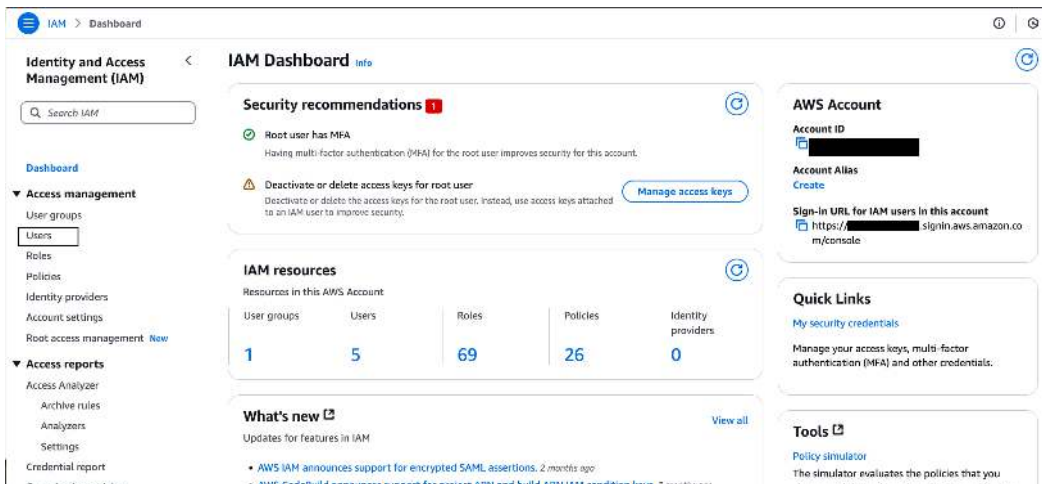 IAM > Dashboard
Identity and Access
Management (IAM)
Search IAM
Dashboard
Access management
User groups
Users
Roles
Policies
Identity providers
Account settings
Root access management New
Access reports
Access Analyzer
Archive rules
Analyzers
Settings
Credential report
IAM Dashboard Info
Security recommendations 1
Root user has MFA
Having multi-factor authentication (MFA) for the root user improves security for this account.
Deactivate or delete access keys for root user
Deactivate or delete the access keys for the root user. Instead, use access keys attached
to an IAM user to improve security.
Manage access keys
IAM resources
Resources in this AWS Account
User groups Users Roles Policies Identity
providers
1 5 69 26 0
What's new
View all
Updates for features in IAM
• AWS IAM announces support for encrypted SAML assertions. 2 months ago
AWS Account
Account ID
Account Alias
Create
Sign-in URL for IAM users in this account
https:// .signin.aws.amazon.co
m/console
Quick Links
My security credentials
Manage your access keys, multi-factor
authentication (MFA) and other credentials.
Tools
Policy simulator
The simulator evaluates the policies that you